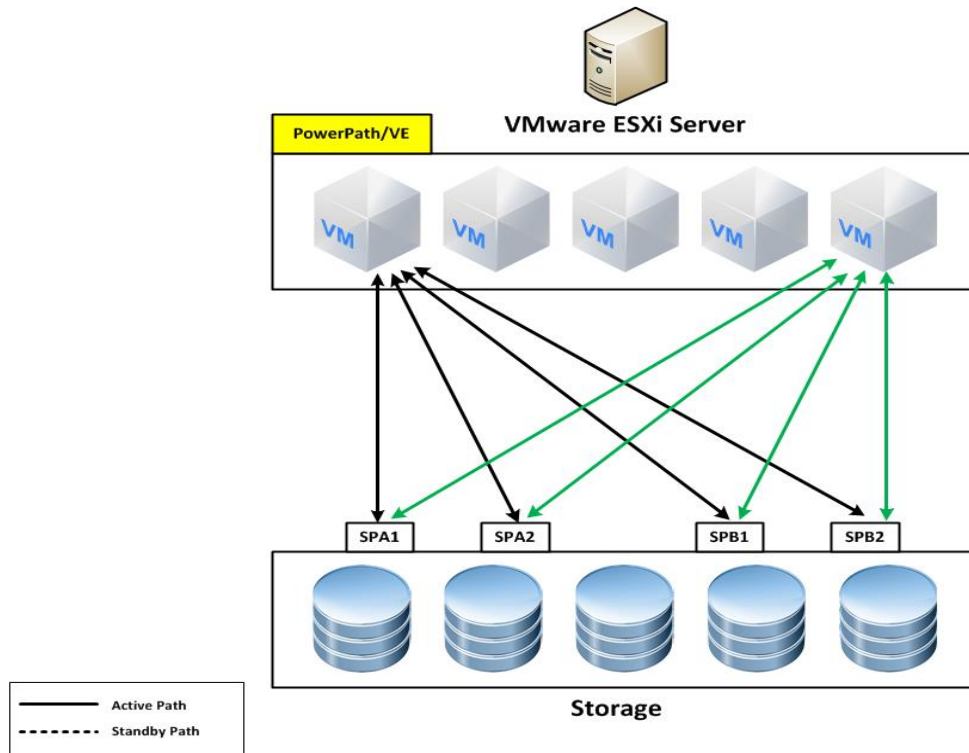 VMware ESXi Server
PowerPath/VE
VM
VM
VM
VM
VM
SPA1
SPA2
SPB1
SPB2
Storage
Active Path
Standby Path